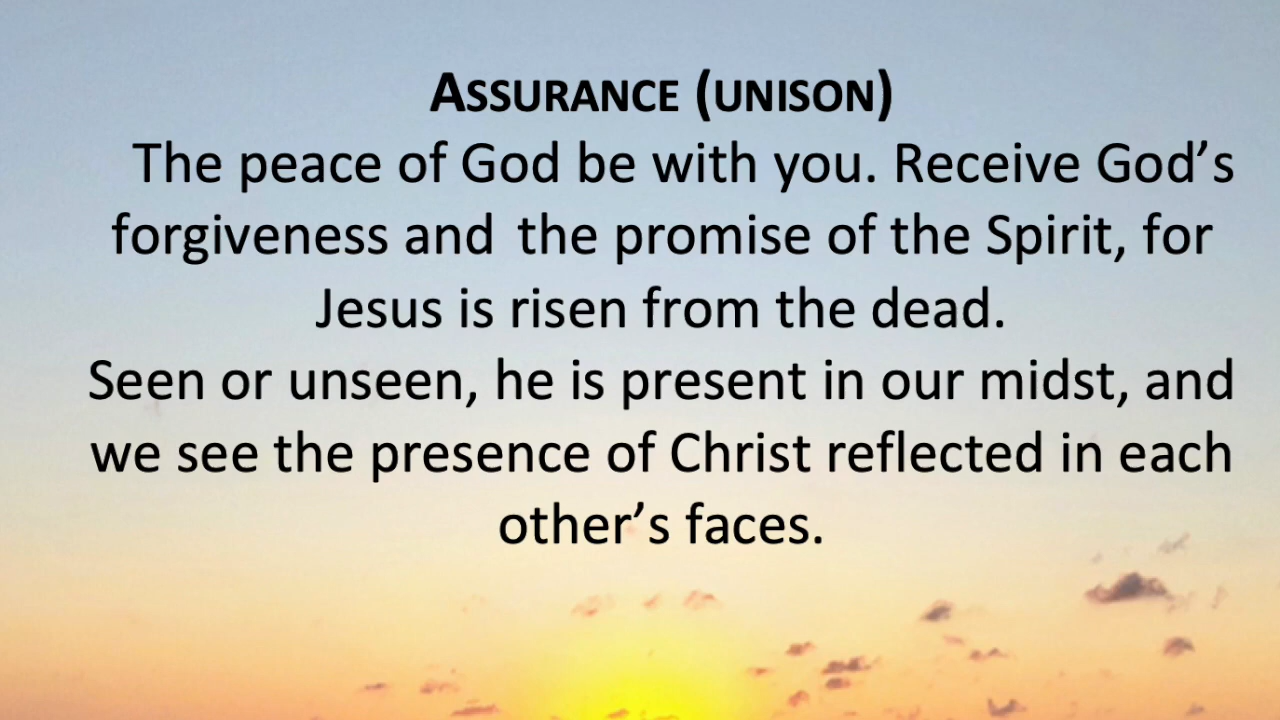 ASSURANCE (UNISON)
The peace of God be with you. Receive God’s
forgiveness and the promise of the Spirit, for
Jesus is risen from the dead.
Seen or unseen, he is present in our midst, and
we see the presence of Christ reflected in each
other’s faces.